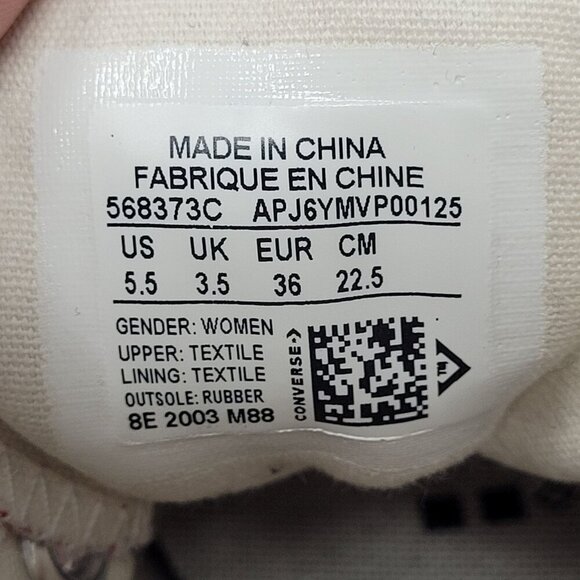 MADE IN CHINA
FABRIQUE EN CHINE
568373C APJ6YMVP00125
US UK EUR CM
5.5 3.5 36 22.5
GENDER: WOMEN
UPPER: TEXTILE
LINING: TEXTILE
OUTSOLE: RUBBER
8E 2003 M88
CONVERSE
TM